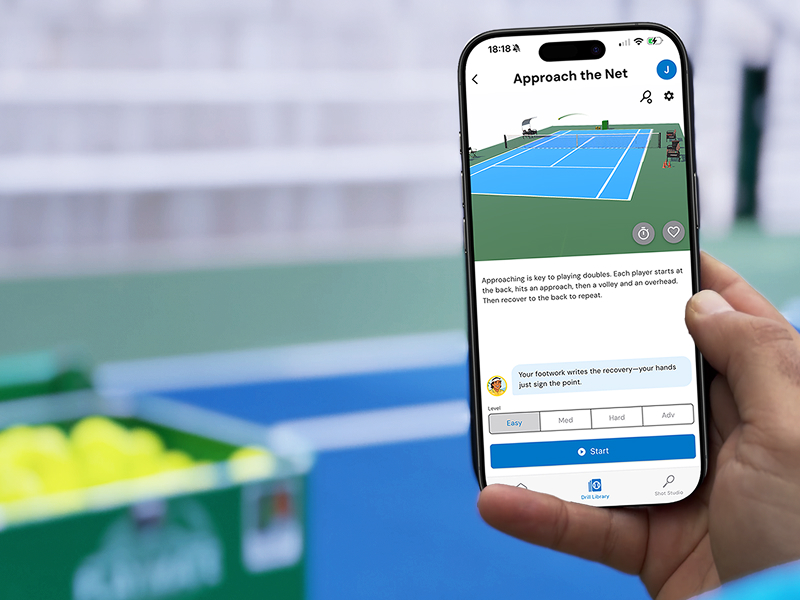 18:18
Approach the Net
J
Approaching is key to playing doubles. Each player starts at
the back, hits an approach, then a volley and an overhead.
Then recover to the back to repeat.
Your footwork writes the recovery—your hands
just sign the point.
Level
Easy
Med
Hard
Adv
Start
Drill Library
Shot Studio